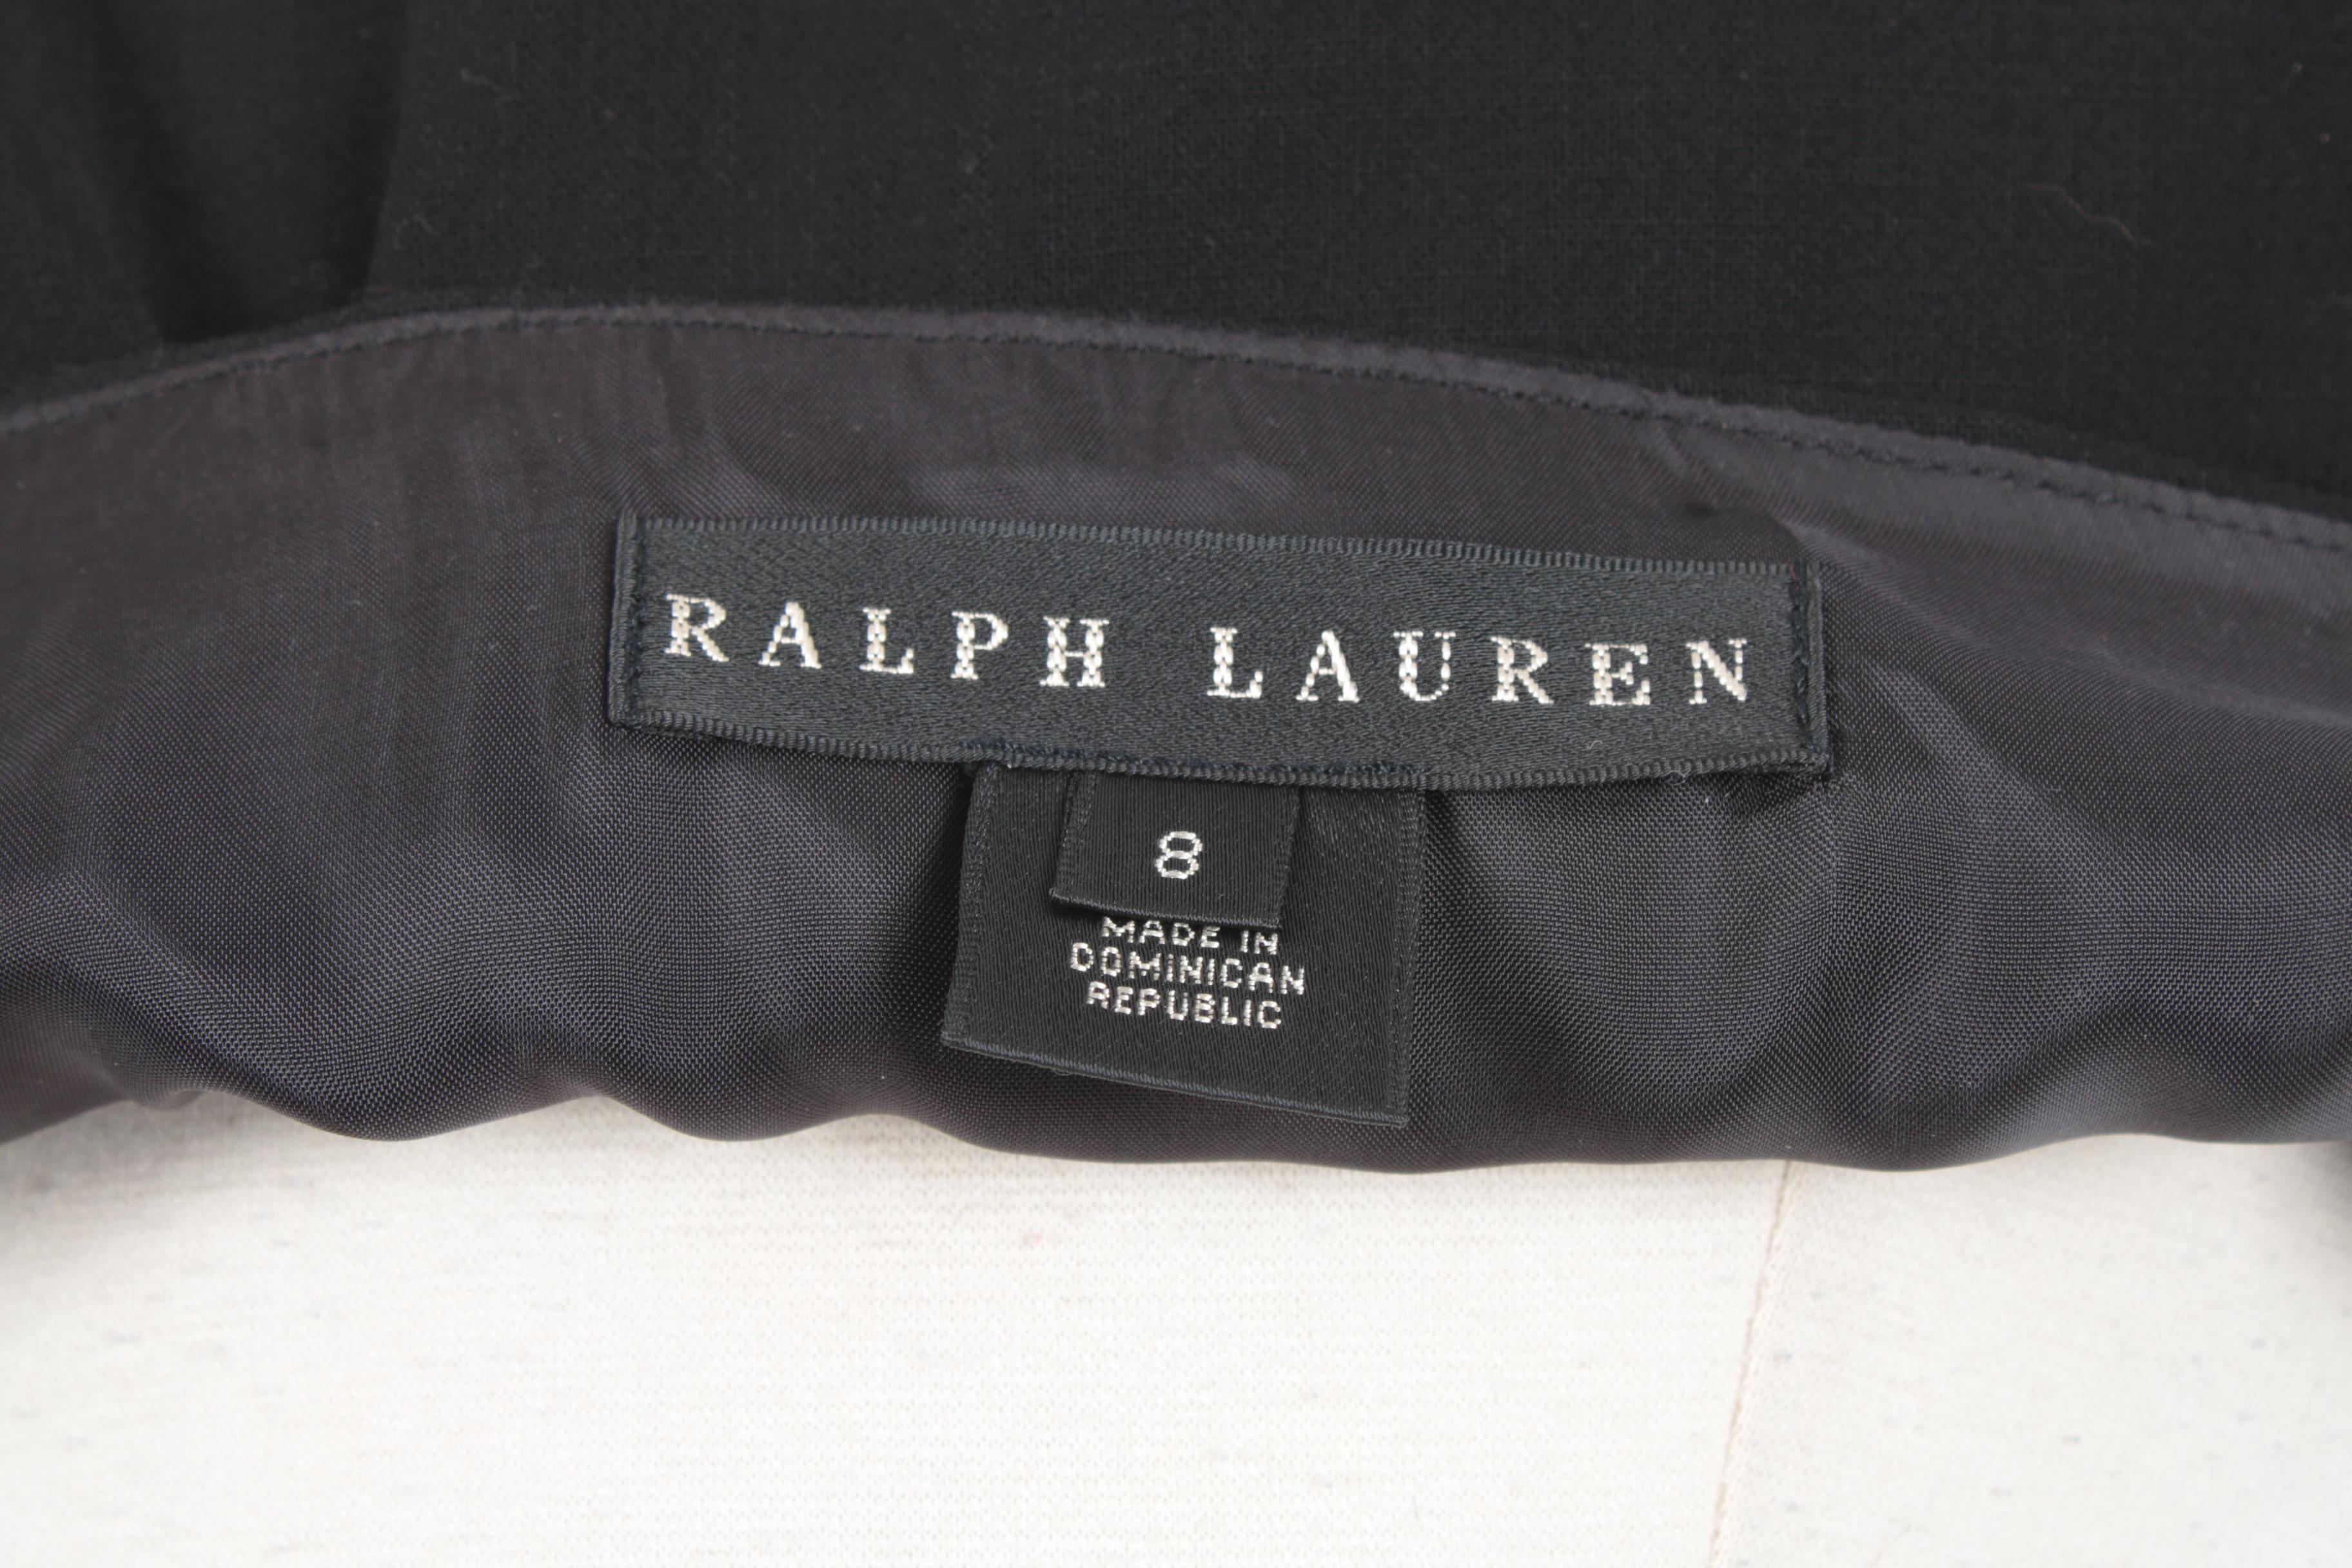 RALPH LAUREN
8
MADE IN
DOMINICAN
REPUBLIC